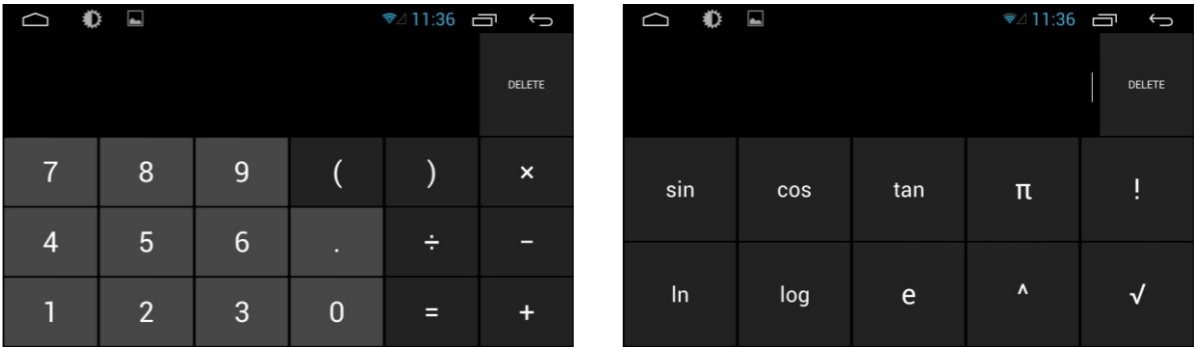 11:36
DELETE
7 8 9 ( ) ×
4 5 6 . ÷ −
1 2 3 0 = +
11:36
DELETE
sin cos tan π !
ln log e ^ √